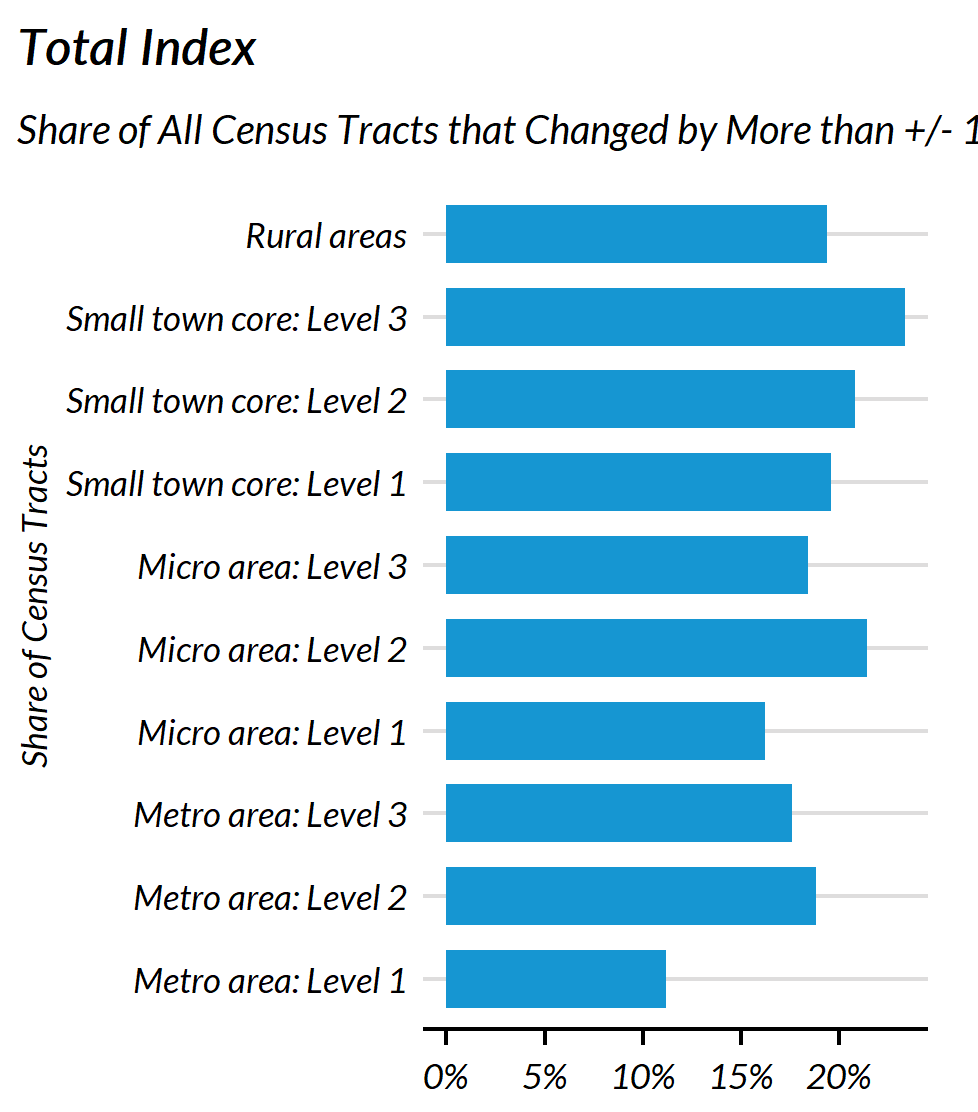 Total Index
Share of All Census Tracts that Changed by More than +/- 1
Rural areas
Small town core: Level 3
Small town core: Level 2
Small town core: Level 1
Micro area: Level 3
Micro area: Level 2
Micro area: Level 1
Metro area: Level 3
Metro area: Level 2
Metro area: Level 1
Share of Census Tracts
0% 5% 10% 15% 20%